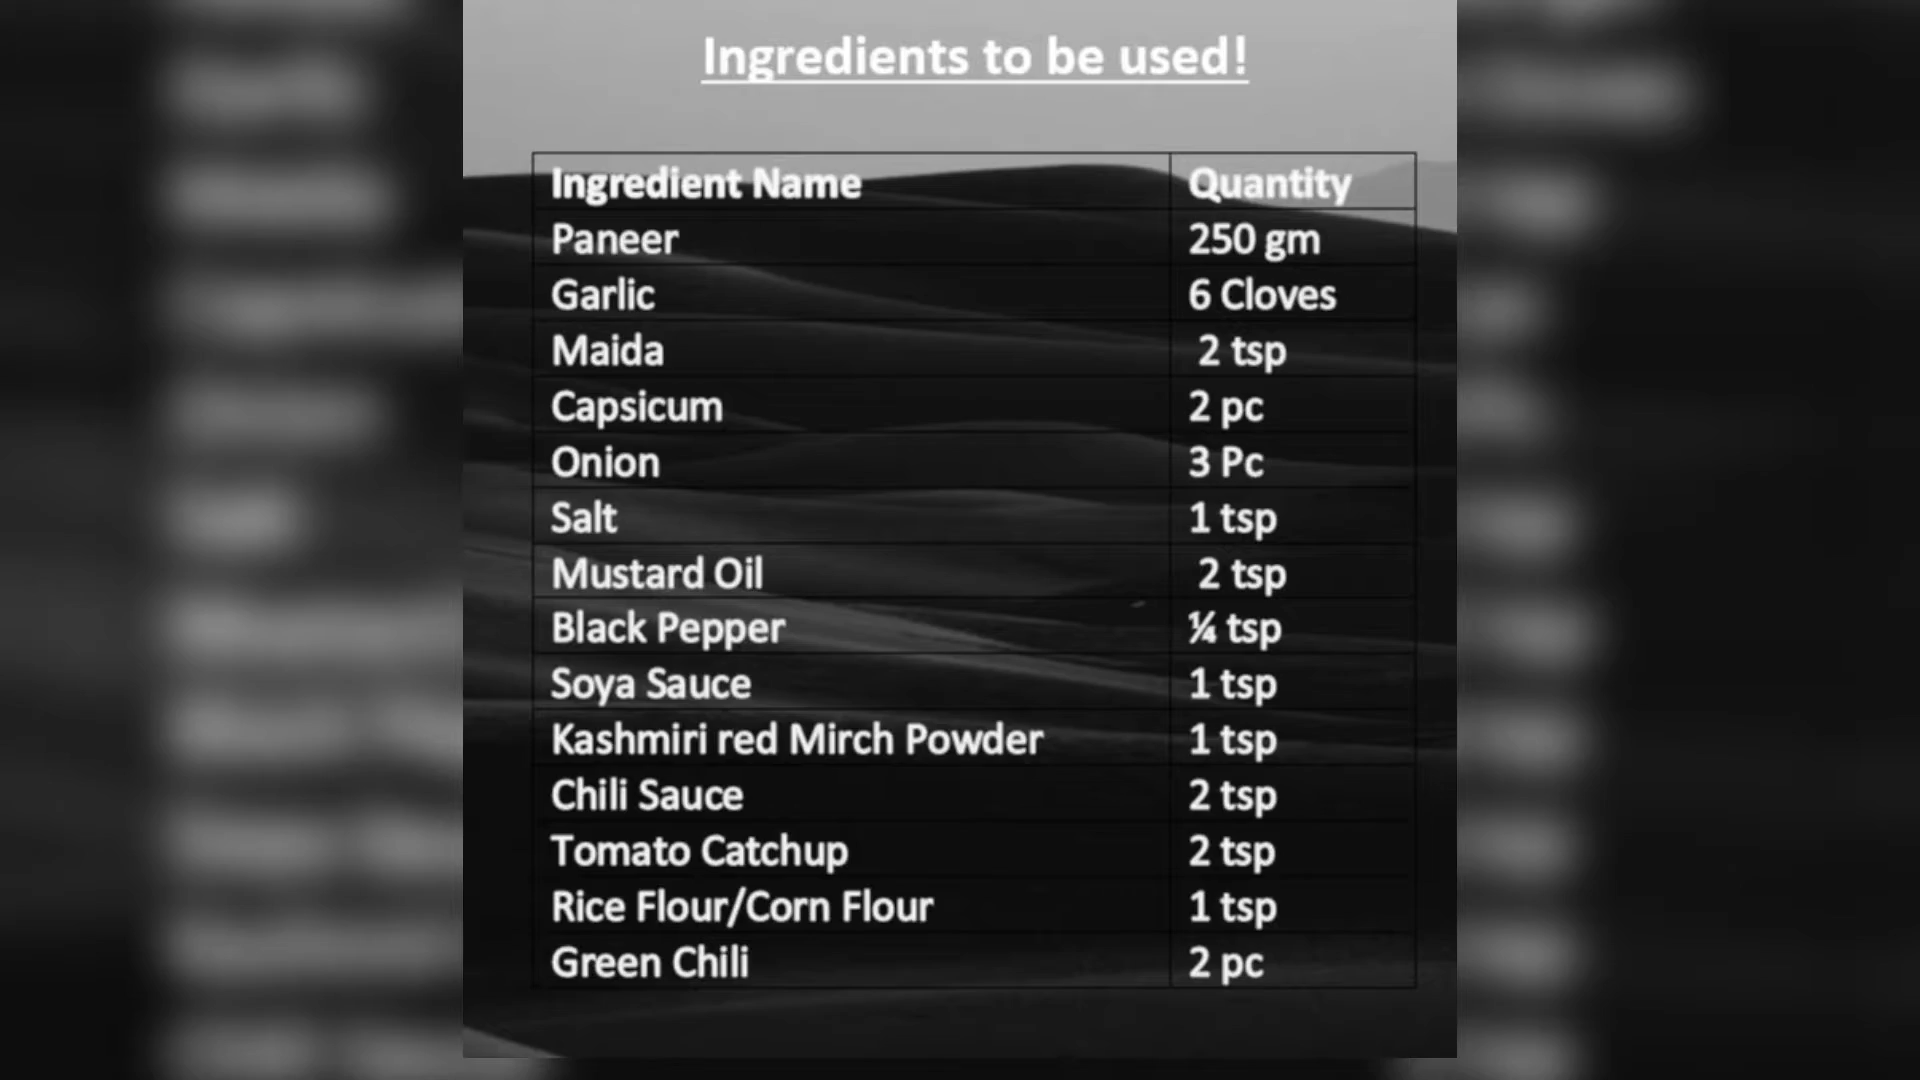 Ingredients to be used!
Ingredient Name Quantity
Paneer 250 gm
Garlic 6 Cloves
Maida 2 tsp
Capsicum 2 pc
Onion 3 Pc
Salt 1 tsp
Mustard Oil 2 tsp
Black Pepper ¼ tsp
Soya Sauce 1 tsp
Kashmiri red Mirch Powder 1 tsp
Chili Sauce 2 tsp
Tomato Catchup 2 tsp
Rice Flour/Corn Flour 1 tsp
Green Chili 2 pc